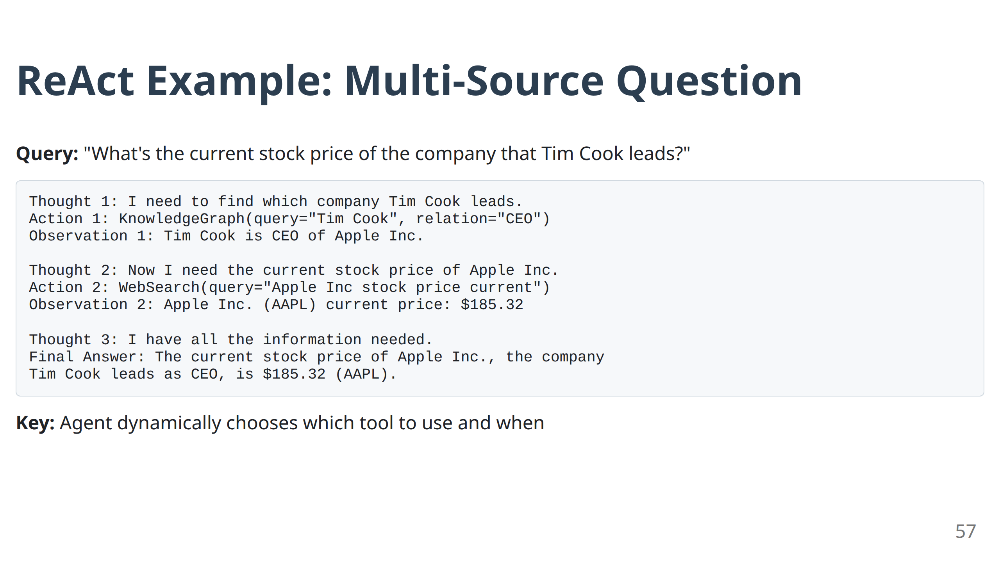 ReAct Example: Multi-Source Question
Query: "What's the current stock price of the company that Tim Cook leads?"
Thought 1: I need to find which company Tim Cook leads.
Action 1: KnowledgeGraph(query="Tim Cook", relation="CEO")
Observation 1: Tim Cook is CEO of Apple Inc.
Thought 2: Now I need the current stock price of Apple Inc.
Action 2: WebSearch(query="Apple Inc stock price current")
Observation 2: Apple Inc. (AAPL) current price: $185.32
Thought 3: I have all the information needed.
Final Answer: The current stock price of Apple Inc., the company
Tim Cook leads as CEO, is $185.32 (AAPL).
Key: Agent dynamically chooses which tool to use and when
57